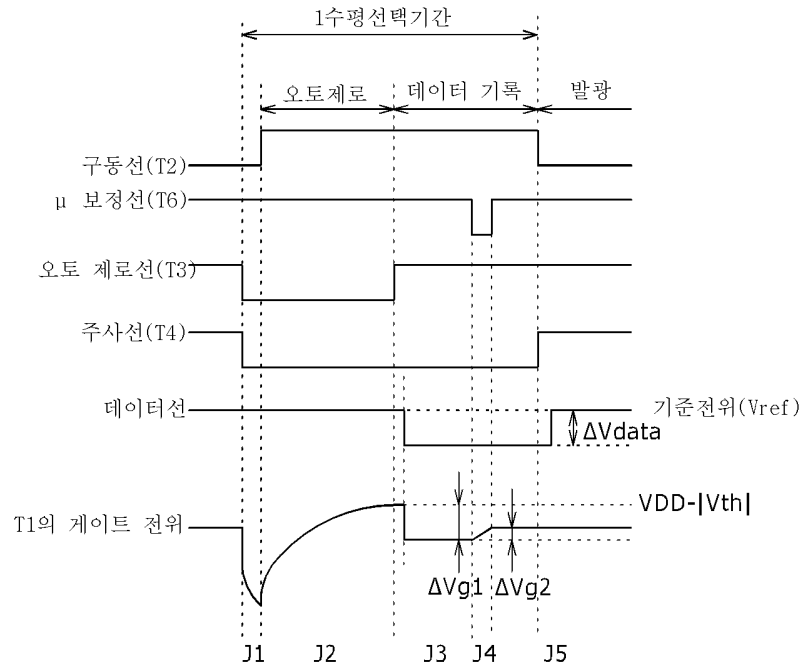 1수평선택기간
오토제로
데이터 기록
발광
구동선(T2)
μ 보정선(T6)
오토 제로선(T3)
주사선(T4)
데이터선
기준전위(Vref)
ΔVdata
T1의 게이트 전위
VDD-|Vth|
ΔVg1
ΔVg2
J1
J2
J3
J4
J5